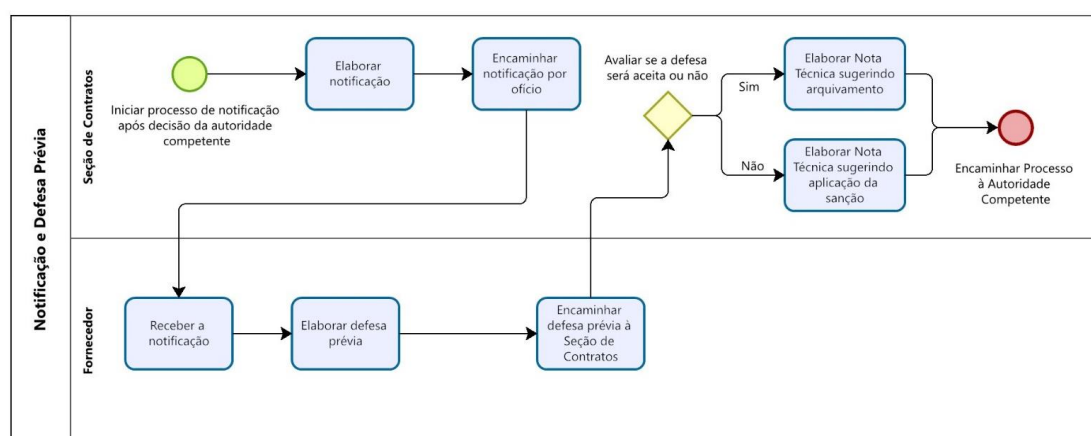 Notificação e Defesa Prévia
Seção de Contratos
Iniciar processo de notificação
após decisão da autoridade
competente
Elaborar
notificação
Encaminhar
notificação por
ofício
Avaliar se a defesa
será aceita ou não
Sim
Elaborar Nota
Técnica sugerindo
arquivamento
Não
Elaborar Nota
Técnica sugerindo
aplicação da
sanção
Encaminhar Processo
à Autoridade
Competente
Fornecedor
Receber a
notificação
Elaborar defesa
prévia
Encaminhar
defesa prévia à
Seção de
Contratos